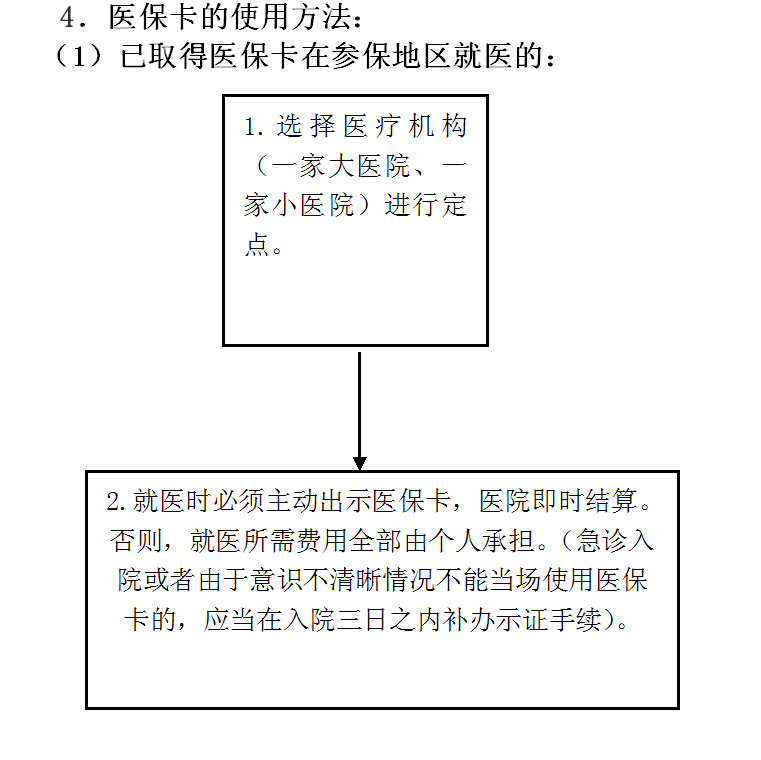 4．医保卡的使用方法：
（1）已取得医保卡在参保地区就医的：
1. 选择医疗机构
（一家大医院、一
家小医院）进行定
点。
2.就医时必须主动出示医保卡，医院即时结算。
否则，就医所需费用全部由个人承担。（急诊入
院或者由于意识不清晰情况不能当场使用医保
卡的，应当在入院三日之内补办示证手续）。